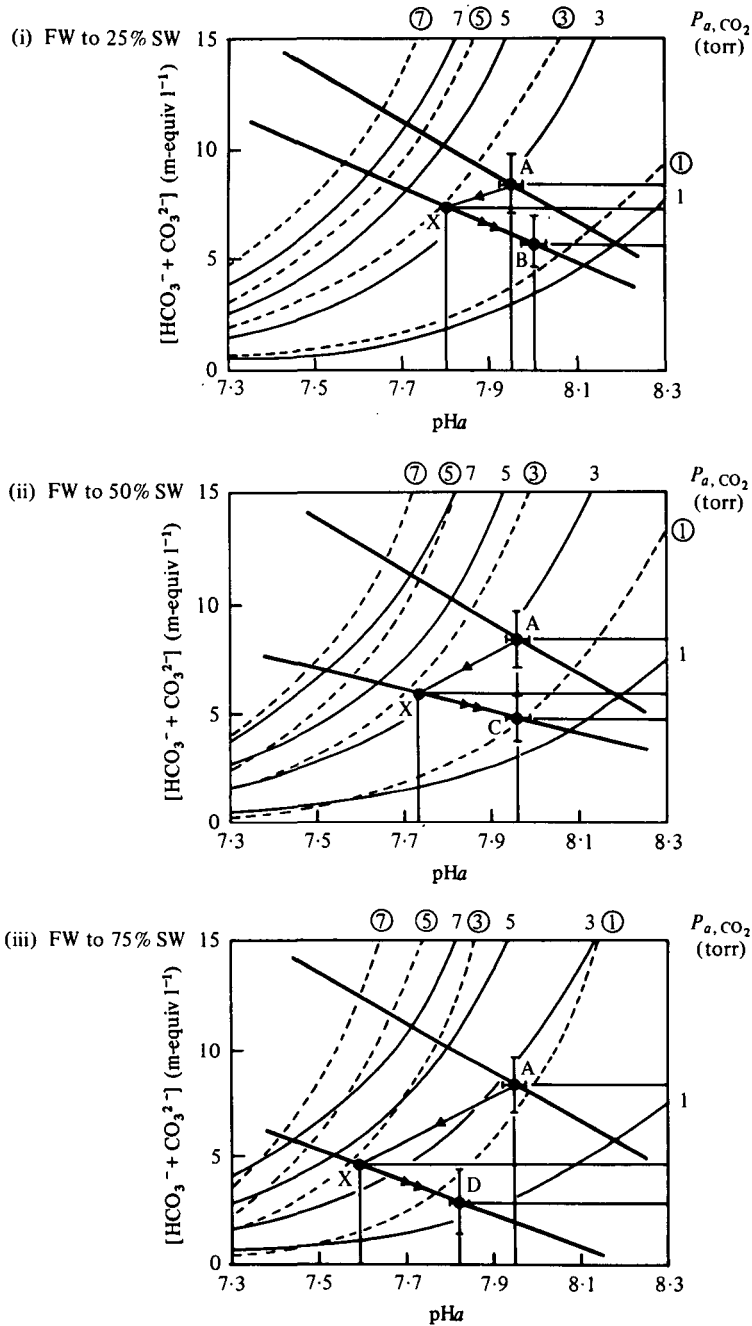 (i) FW to 25% SW
⑦ 7 ⑤ 5 ③ 3
P_a, CO₂ (torr)
[HCO₃⁻ + CO₃²⁻] (m-equiv l⁻¹)
15
10
5
0
A
X
B
①
1
7·3 7·5 7·7 7·9 8·1 8·3
pHa
(ii) FW to 50% SW
⑦ ⑤ 7 5 ③ 3
P_a, CO₂ (torr)
[HCO₃⁻ + CO₃²⁻] (m-equiv l⁻¹)
15
10
5
0
A
X
C
①
1
7·3 7·5 7·7 7·9 8·1 8·3
pHa
(iii) FW to 75% SW
⑦ ⑤ 7 ③ 5 3 ①
P_a, CO₂ (torr)
[HCO₃⁻ + CO₃²⁻] (m-equiv l⁻¹)
15
10
5
0
A
X
D
1
7·3 7·5 7·7 7·9 8·1 8·3
pHa